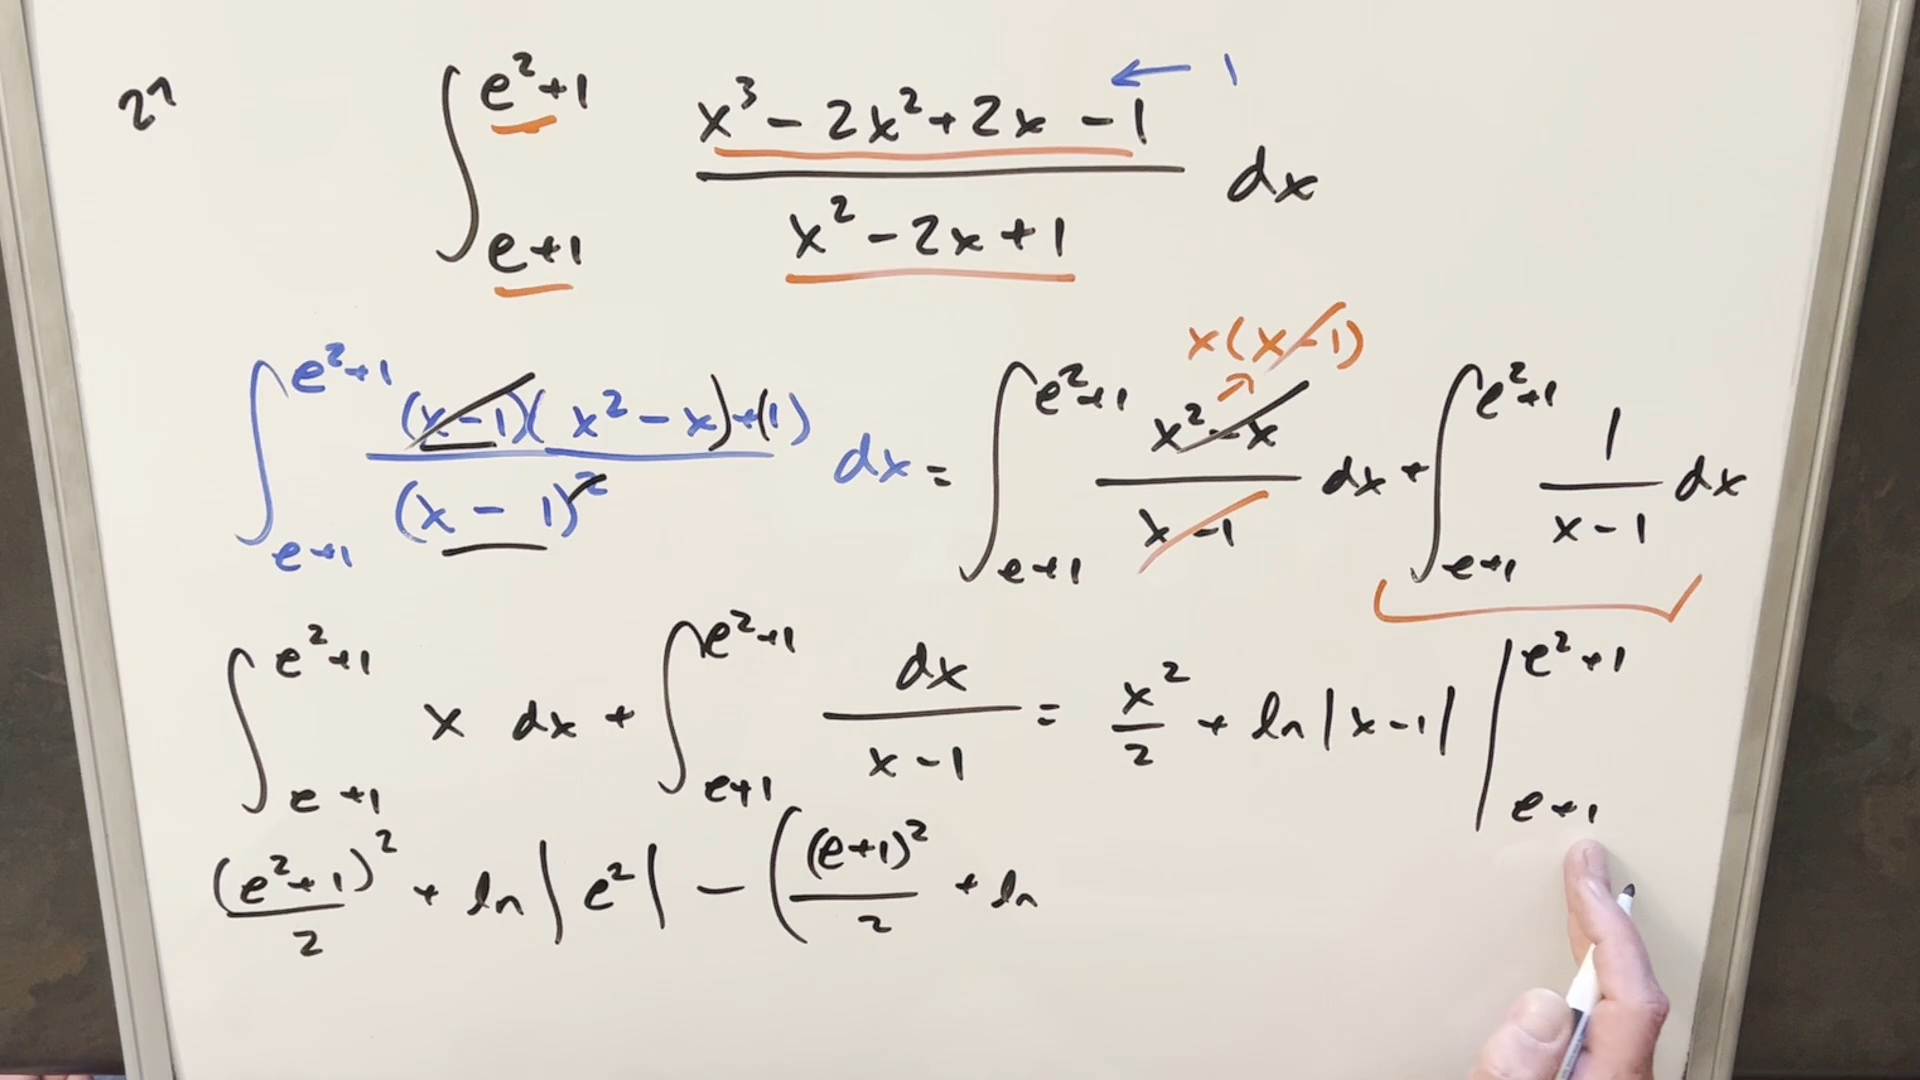 27 ∫_{e+1}^{e²+1} (x³ - 2x² + 2x - 1)/(x² - 2x + 1) dx ← 1
∫_{e+1}^{e²+1} (x-1)(x² - x)+(1)/(x - 1)² dx = ∫_{e+1}^{e²+1} (x² - x)/(x - 1) dx + ∫_{e+1}^{e²+1} 1/(x - 1) dx ↗ x(x-1)
∫_{e+1}^{e²+1} x dx + ∫_{e+1}^{e²+1} dx/(x - 1) = x²/2 + ln|x-1| |_{e+1}^{e²+1}
(e²+1)²/2 + ln|e²| - ((e+1)²/2 + ln